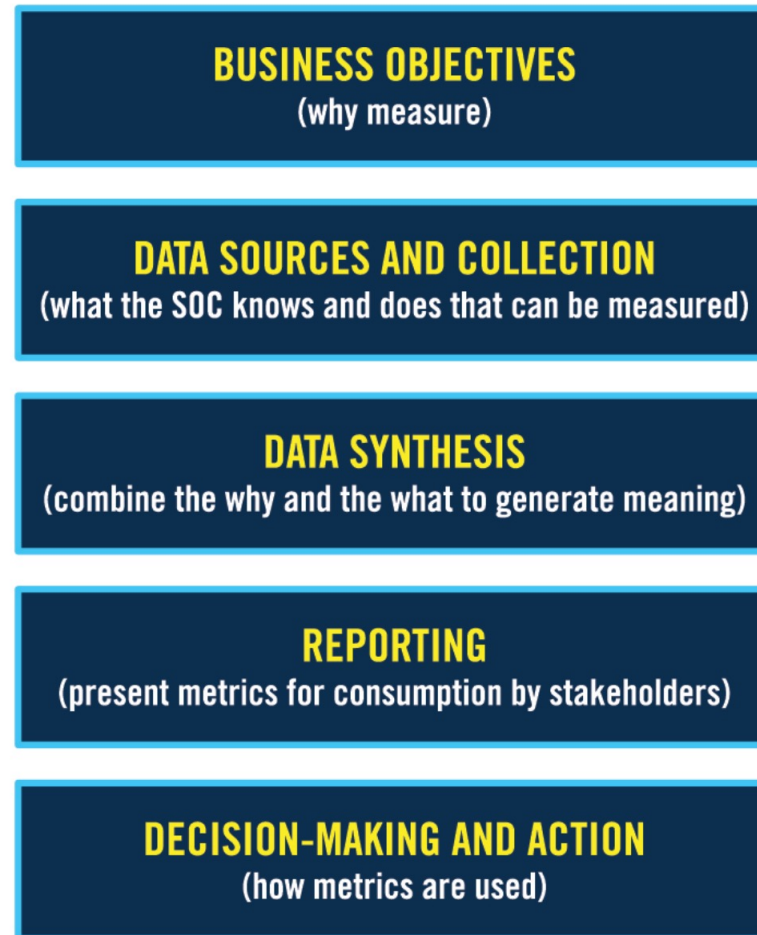 BUSINESS OBJECTIVES
(why measure)
DATA SOURCES AND COLLECTION
(what the SOC knows and does that can be measured)
DATA SYNTHESIS
(combine the why and the what to generate meaning)
REPORTING
(present metrics for consumption by stakeholders)
DECISION-MAKING AND ACTION
(how metrics are used)